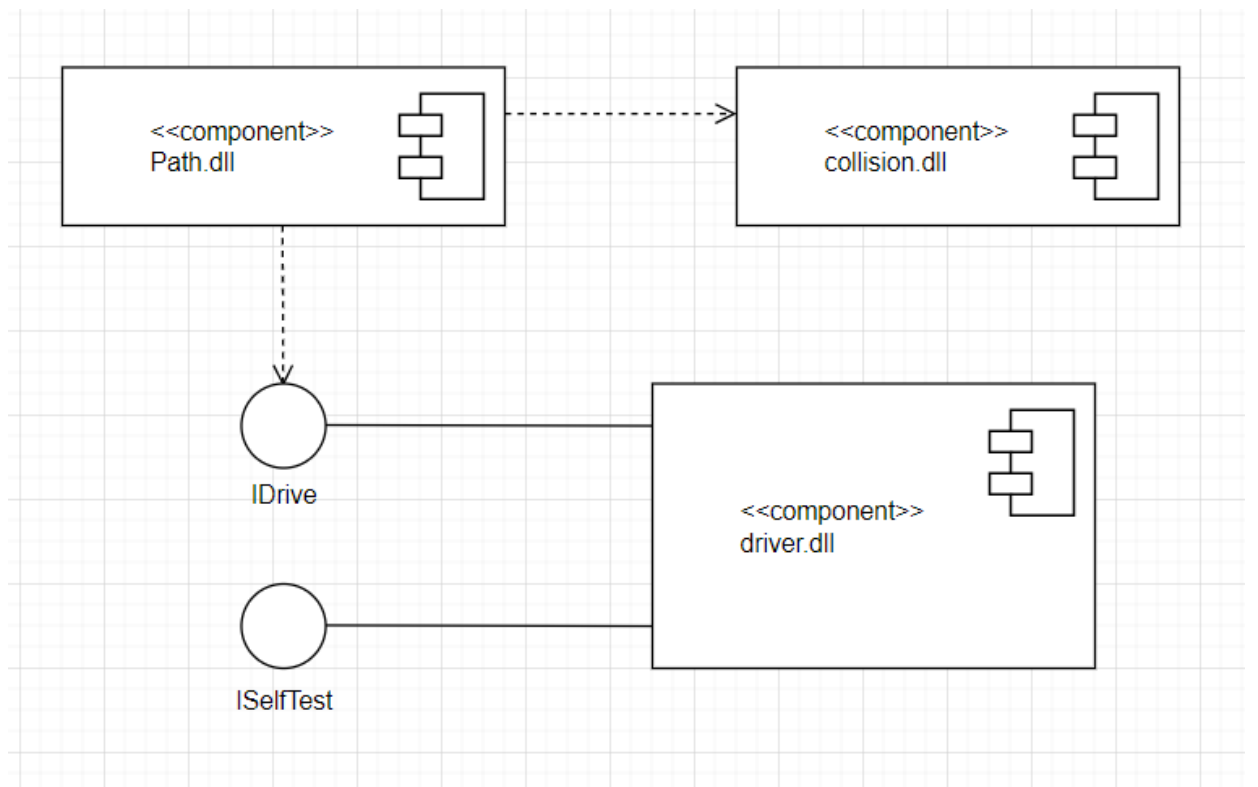 <<component>>
Path.dll
<<component>>
collision.dll
IDrive
<<component>>
driver.dll
ISelfTest